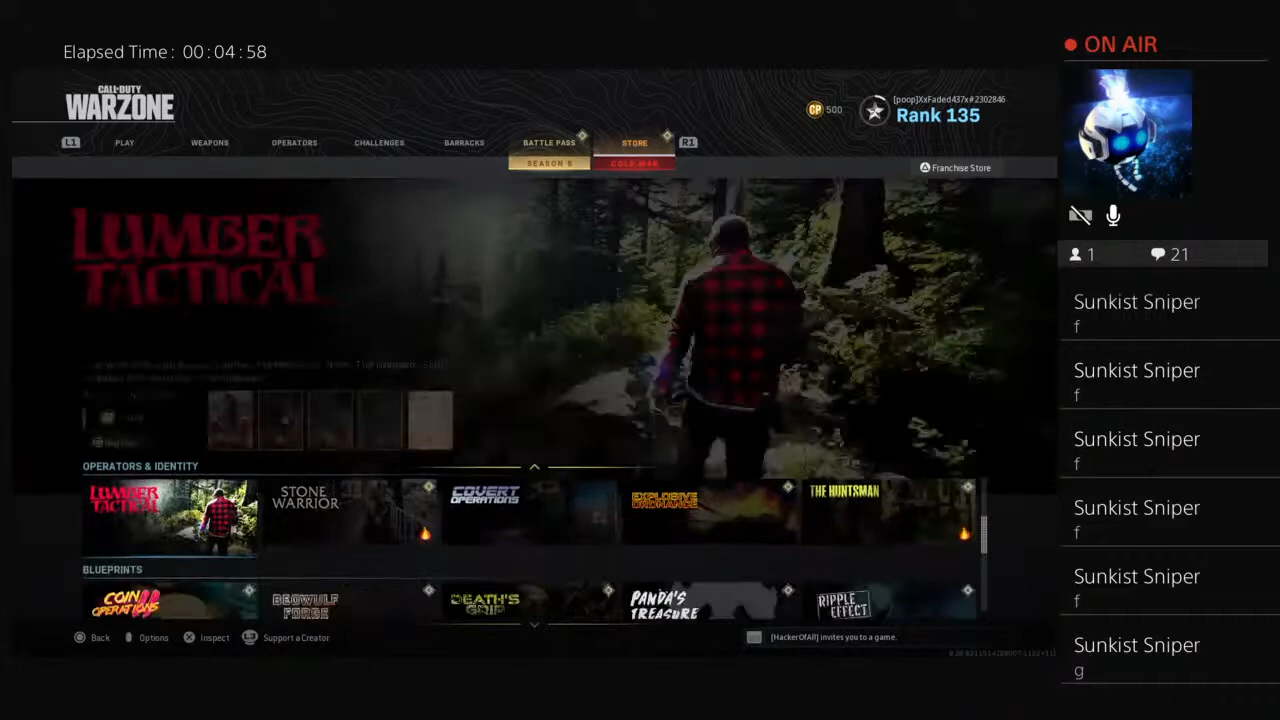 Elapsed Time: 00:04:58
ON AIR
CALL OF DUTY
WARZONE
CP 500
[poop]XxFaded437x#2302846
Rank 135
L1
PLAY
WEAPONS
OPERATORS
CHALLENGES
BARRACKS
BATTLE PASS
STORE
R1
SEASON 6
COLD WAR
Franchise Store
LUMBER
TACTICAL
1
21
Sunkist Sniper
f
Sunkist Sniper
f
Sunkist Sniper
f
Sunkist Sniper
f
Sunkist Sniper
f
Sunkist Sniper
g
OPERATORS & IDENTITY
LUMBER
TACTICAL
STONE
WARRIOR
COVERT
OPERATIONS
EXPLOSIVE
ORDNANCE
THE HUNTSMAN
BLUEPRINTS
COIN
OPERATIONS
BEOWULF
FORGE
DEATH'S
GRIP
PANDA'S
TREASURE
RIPPLE
EFFECT
Back
Options
Inspect
L3
Support a Creator
[HackerOfAll] invites you to a game.